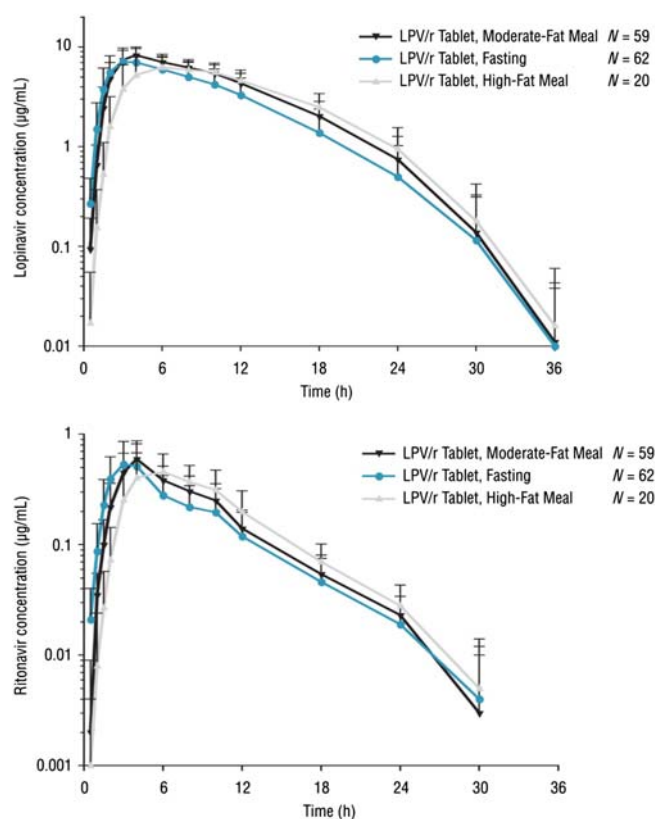 LPV/r Tablet, Moderate-Fat Meal N = 59
LPV/r Tablet, Fasting N = 62
LPV/r Tablet, High-Fat Meal N = 20
Lopinavir concentration (µg/mL)
10
1
0.1
0.01
0 6 12 18 24 30 36
Time (h)
LPV/r Tablet, Moderate-Fat Meal N = 59
LPV/r Tablet, Fasting N = 62
LPV/r Tablet, High-Fat Meal N = 20
Ritonavir concentration (µg/mL)
1
0.1
0.01
0.001
0 6 12 18 24 30 36
Time (h)